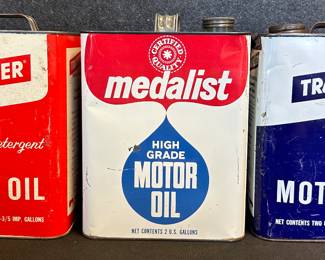 ER
etergent
OIL
-3/5 IMP. GALLONS
CERTIFIED
QUALITY
medalist
HIGH
GRADE
MOTOR
OIL
NET CONTENTS 2 U.S. GALLONS
TRA
MOT
NET CONTENTS TWO